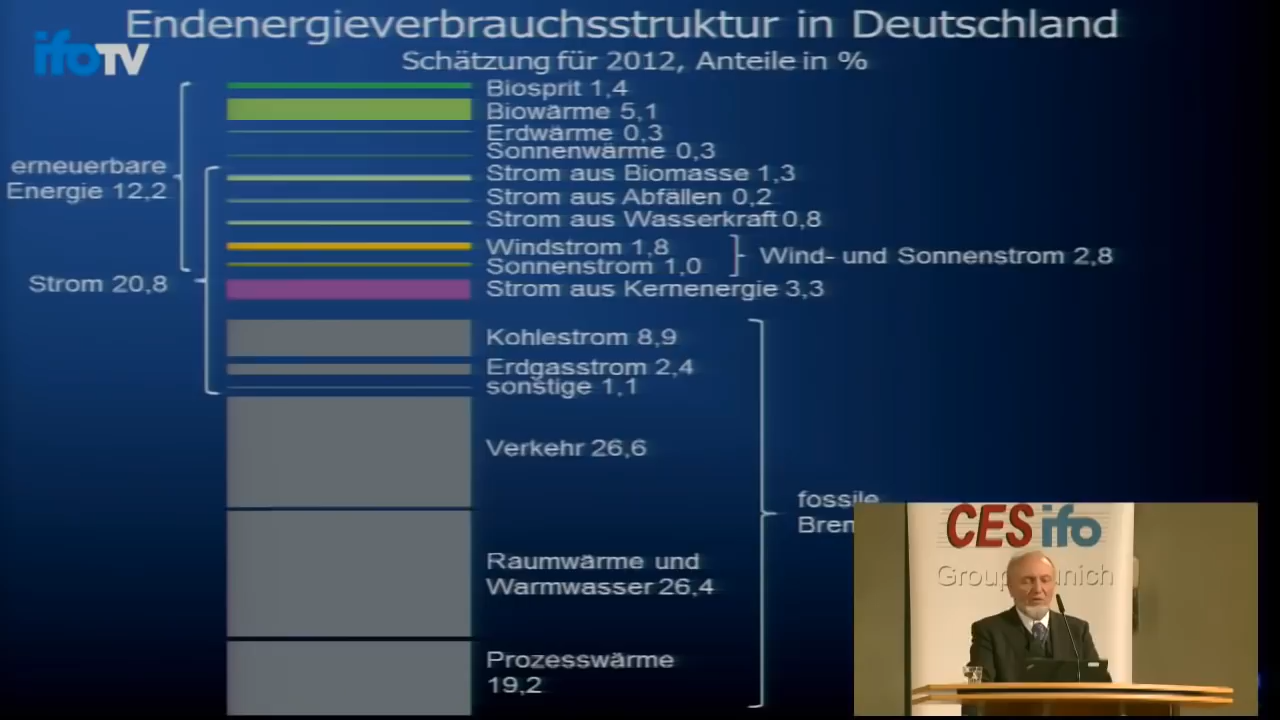 Endenergieverbrauchsstruktur in Deutschland
ifoTV
Schätzung für 2012, Anteile in %
Biosprit 1,4
Biowärme 5,1
Erdwärme 0,3
Sonnenwärme 0,3
erneuerbare
Energie 12,2
Strom aus Biomasse 1,3
Strom aus Abfällen 0,2
Strom aus Wasserkraft 0,8
Windstrom 1,8
Sonnenstrom 1,0
Wind- und Sonnenstrom 2,8
Strom 20,8
Strom aus Kernenergie 3,3
Kohlestrom 8,9
Erdgasstrom 2,4
sonstige 1,1
Verkehr 26,6
fossile
Raumwärme und
Warmwasser 26,4
Prozesswärme
19,2
CES ifo
Group